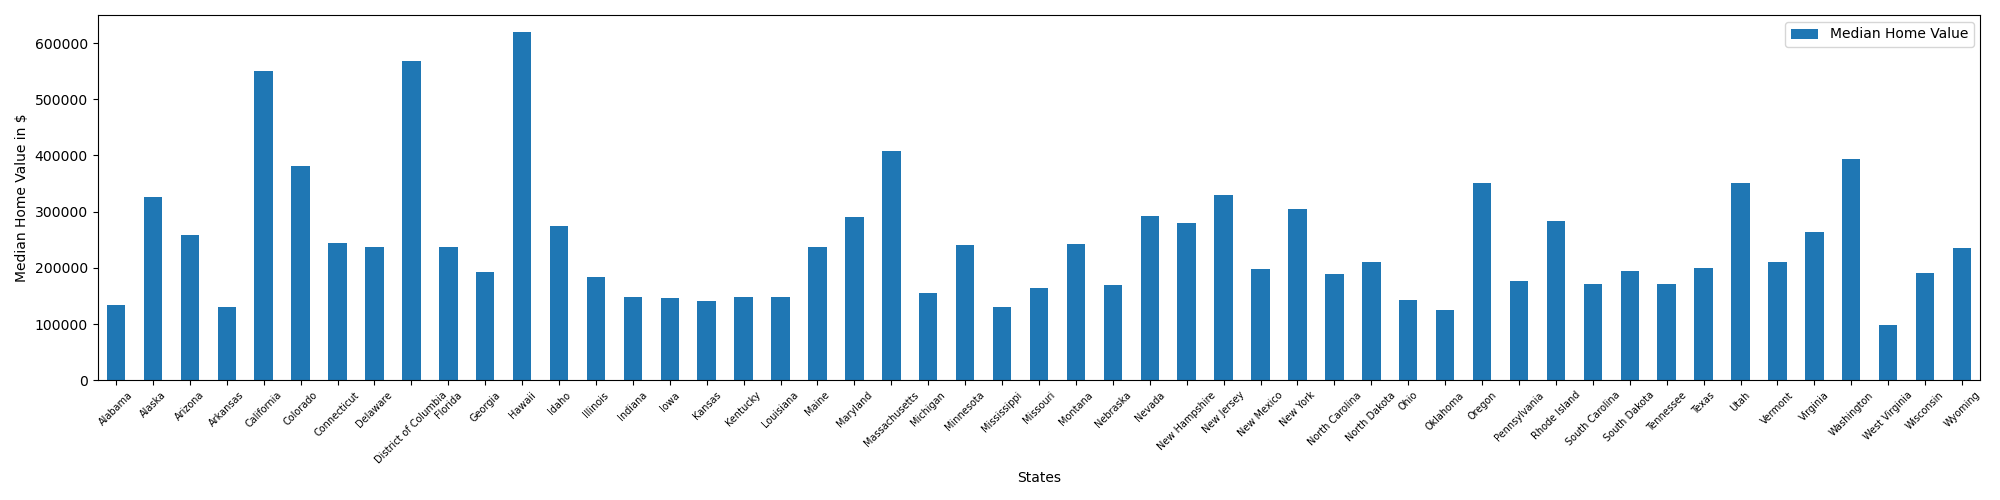 Median Home Value
Median Home Value in $
600000
500000
400000
300000
200000
100000
0
Alabama
Alaska
Arizona
Arkansas
California
Colorado
Connecticut
Delaware
District of Columbia
Florida
Georgia
Hawaii
Idaho
Illinois
Indiana
Iowa
Kansas
Kentucky
Louisiana
Maine
Maryland
Massachusetts
Michigan
Minnesota
Mississippi
Missouri
Montana
Nebraska
Nevada
New Hampshire
New Jersey
New Mexico
New York
North Carolina
North Dakota
Ohio
Oklahoma
Oregon
Pennsylvania
Rhode Island
South Carolina
South Dakota
Tennessee
Texas
Utah
Vermont
Virginia
Washington
West Virginia
Wisconsin
Wyoming
States